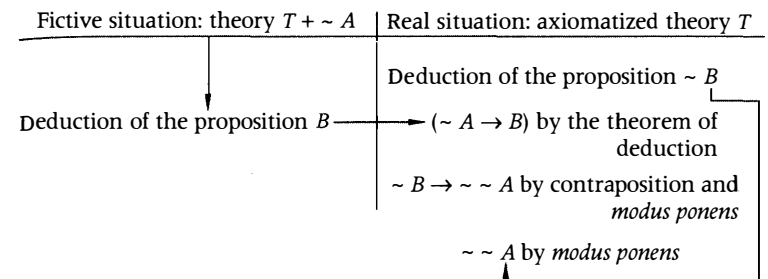 Fictive situation: theory T + ~ A
Real situation: axiomatized theory T
Deduction of the proposition ~ B
Deduction of the proposition B
(~ A → B) by the theorem of
deduction
~ B → ~ ~ A by contraposition and
modus ponens
~ ~ A by modus ponens